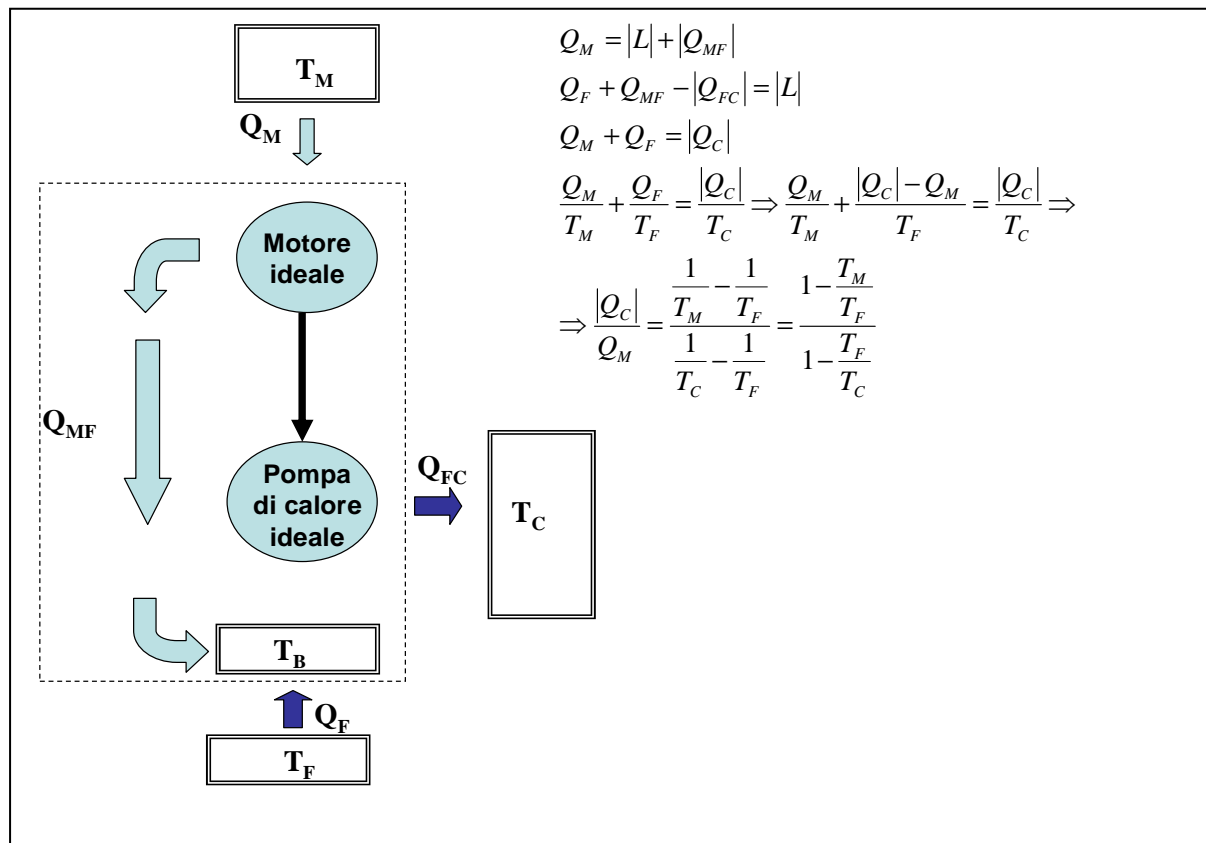 T_M
Q_M
Motore
ideale
Q_MF
Pompa
di calore
ideale
Q_FC
T_C
T_B
Q_F
T_F
Q_M = |L| + |Q_MF|
Q_F + Q_MF − |Q_FC| = |L|
Q_M + Q_F = |Q_C|
Q_M/T_M + Q_F/T_F = |Q_C|/T_C ⇒ Q_M/T_M + (|Q_C| − Q_M)/T_F = |Q_C|/T_C ⇒
⇒ |Q_C|/Q_M = (1/T_M − 1/T_F)/(1/T_C − 1/T_F) = (1 − T_M/T_F)/(1 − T_F/T_C)